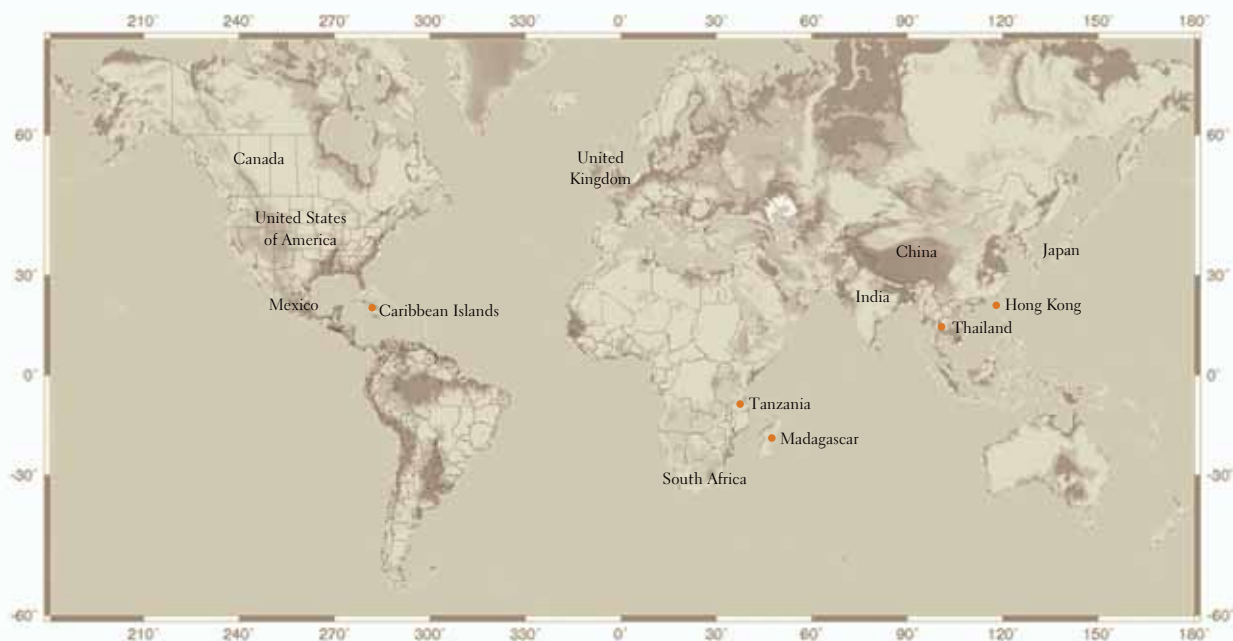 210° 240° 270° 300° 330° 0° 30° 60° 90° 120° 150° 180°
60° 60°
Canada
United
Kingdom
United States
of America
China
Japan
30° 30°
India
Mexico
Caribbean Islands
Hong Kong
Thailand
0° 0°
Tanzania
Madagascar
-30° -30°
South Africa
-60° -60°
210° 240° 270° 300° 330° 0° 30° 60° 90° 120° 150° 180°